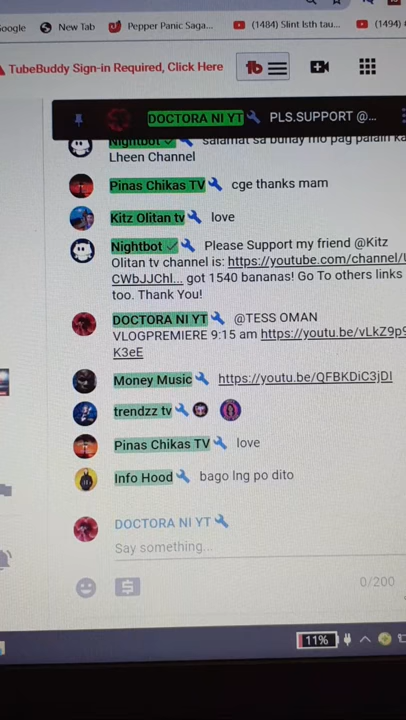 oogle New Tab Pepper Panic Saga... (1484) Slint Isth tau... (1494)
TubeBuddy Sign-in Required, Click Here tb
DOCTORA NI YT PLS.SUPPORT @...
Nightbot salamat sa buhay mo pag palain ka
Lheen Channel
Pinas Chikas TV cge thanks mam
Kitz Olitan tv love
Nightbot Please Support my friend @Kitz
Olitan tv channel is: https://youtube.com/channel/U
CWbJJChl... got 1540 bananas! Go To others links
too. Thank You!
DOCTORA NI YT @TESS OMAN
VLOGPREMIERE 9:15 am https://youtu.be/vLkZ9p9
K3eE
Money Music https://youtu.be/QFBKDiC3jDI
trendzz tv
Pinas Chikas TV love
Info Hood bago lng po dito
DOCTORA NI YT
Say something...
0/200
11%